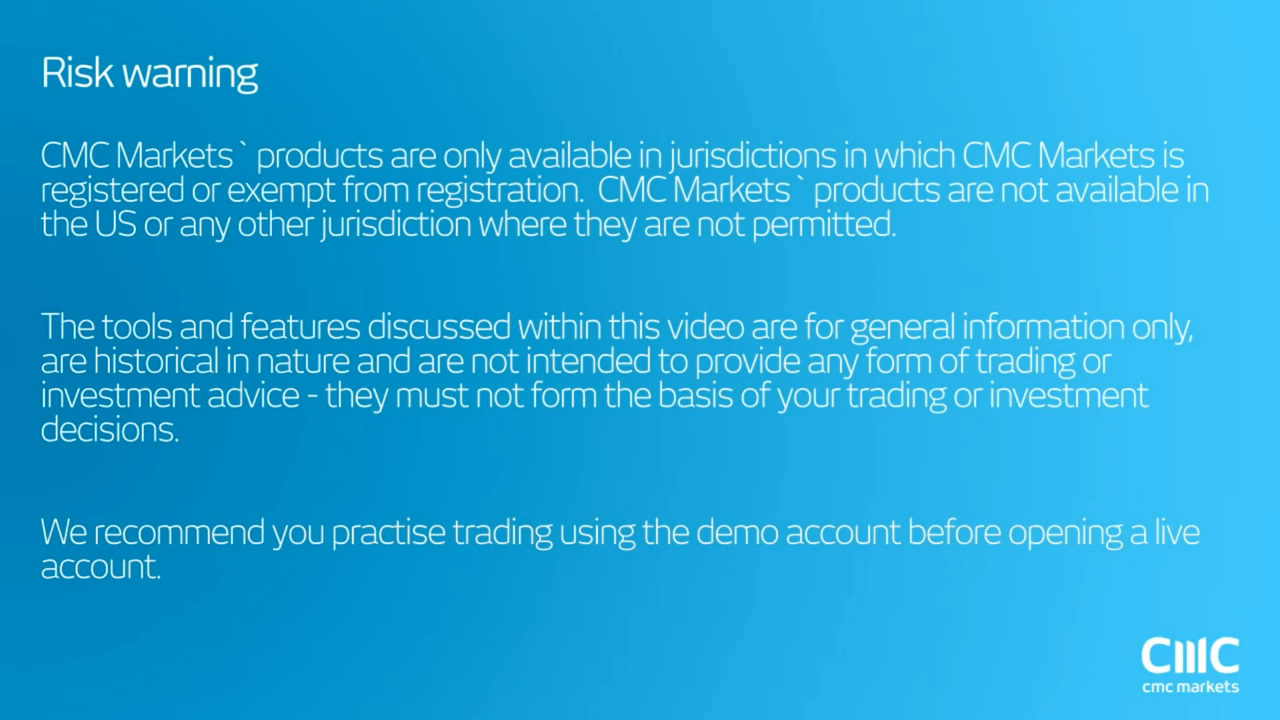 Risk warning
CMC Markets` products are only available in jurisdictions in which CMC Markets is
registered or exempt from registration.  CMC Markets` products are not available in
the US or any other jurisdiction where they are not permitted.
The tools and features discussed within this video are for general information only,
are historical in nature and are not intended to provide any form of trading or
investment advice - they must not form the basis of your trading or investment
decisions.
We recommend you practise trading using the demo account before opening a live
account.
CMC
cmc markets